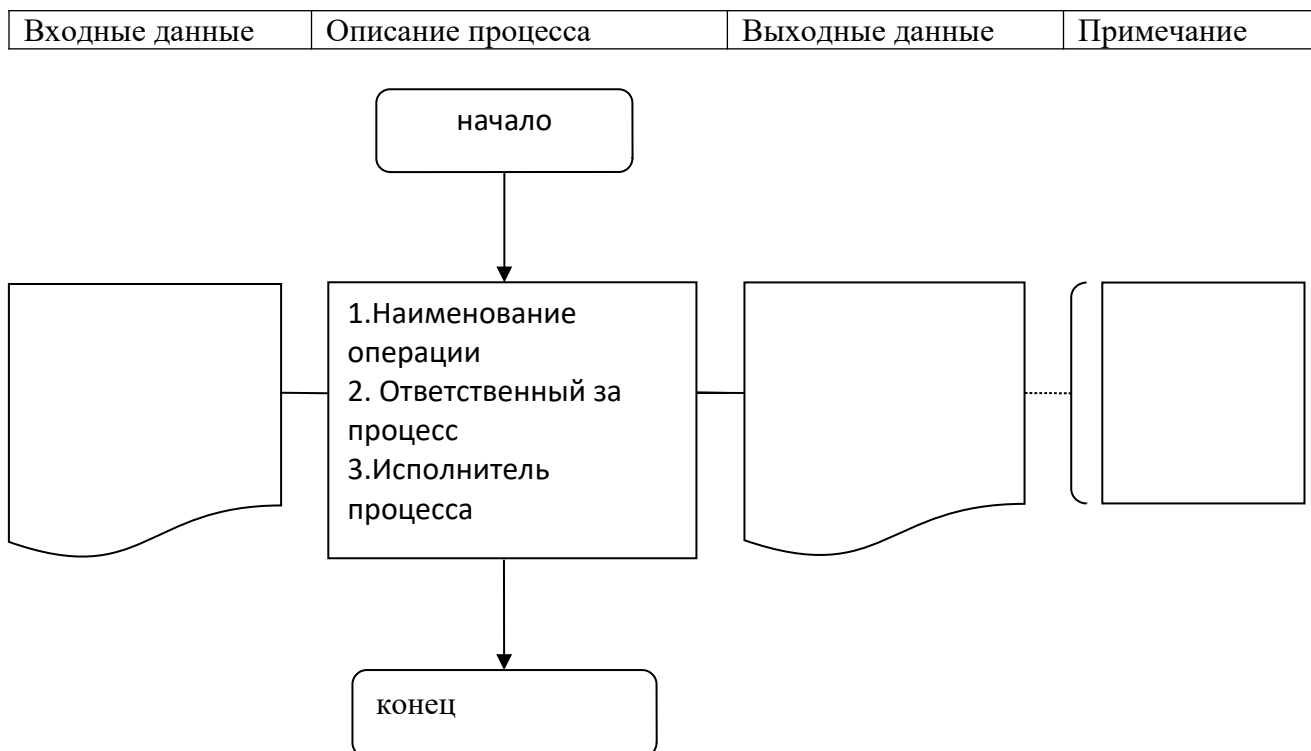 Входные данные Описание процесса Выходные данные Примечание
начало
1.Наименование
операции
2. Ответственный за
процесс
3.Исполнитель
процесса
конец